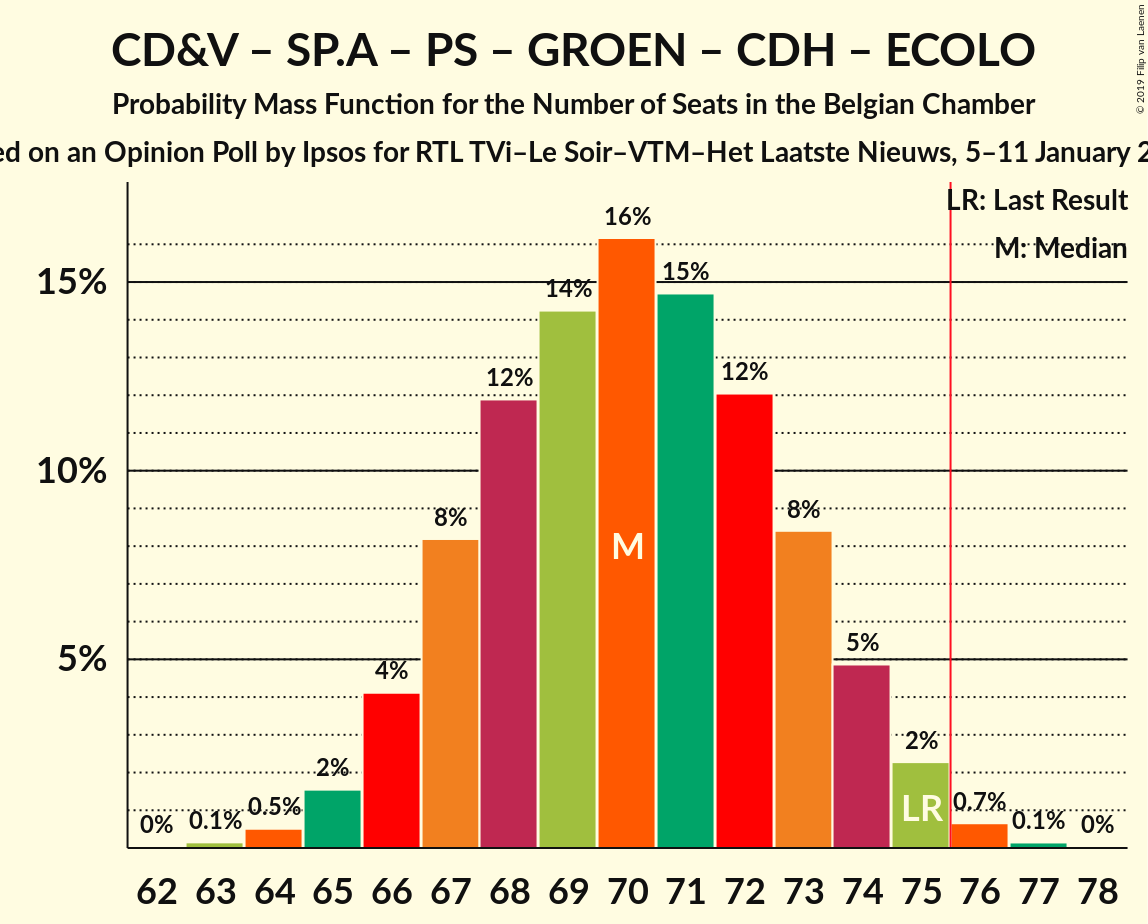 CD&V – SP.A – PS – GROEN – CDH – ECOLO
Probability Mass Function for the Number of Seats in the Belgian Chamber
on an Opinion Poll by Ipsos for RTL TVi–Le Soir–VTM–Het Laatste Nieuws, 5–11 January
© 2019 Filip van Laenen
LR: Last Result
M: Median
15%
10%
5%
0%
0.1%
0.5%
2%
4%
8%
12%
14%
16%
15%
12%
8%
5%
2%
0.7%
0.1%
0%
M
LR
62 63 64 65 66 67 68 69 70 71 72 73 74 75 76 77 78